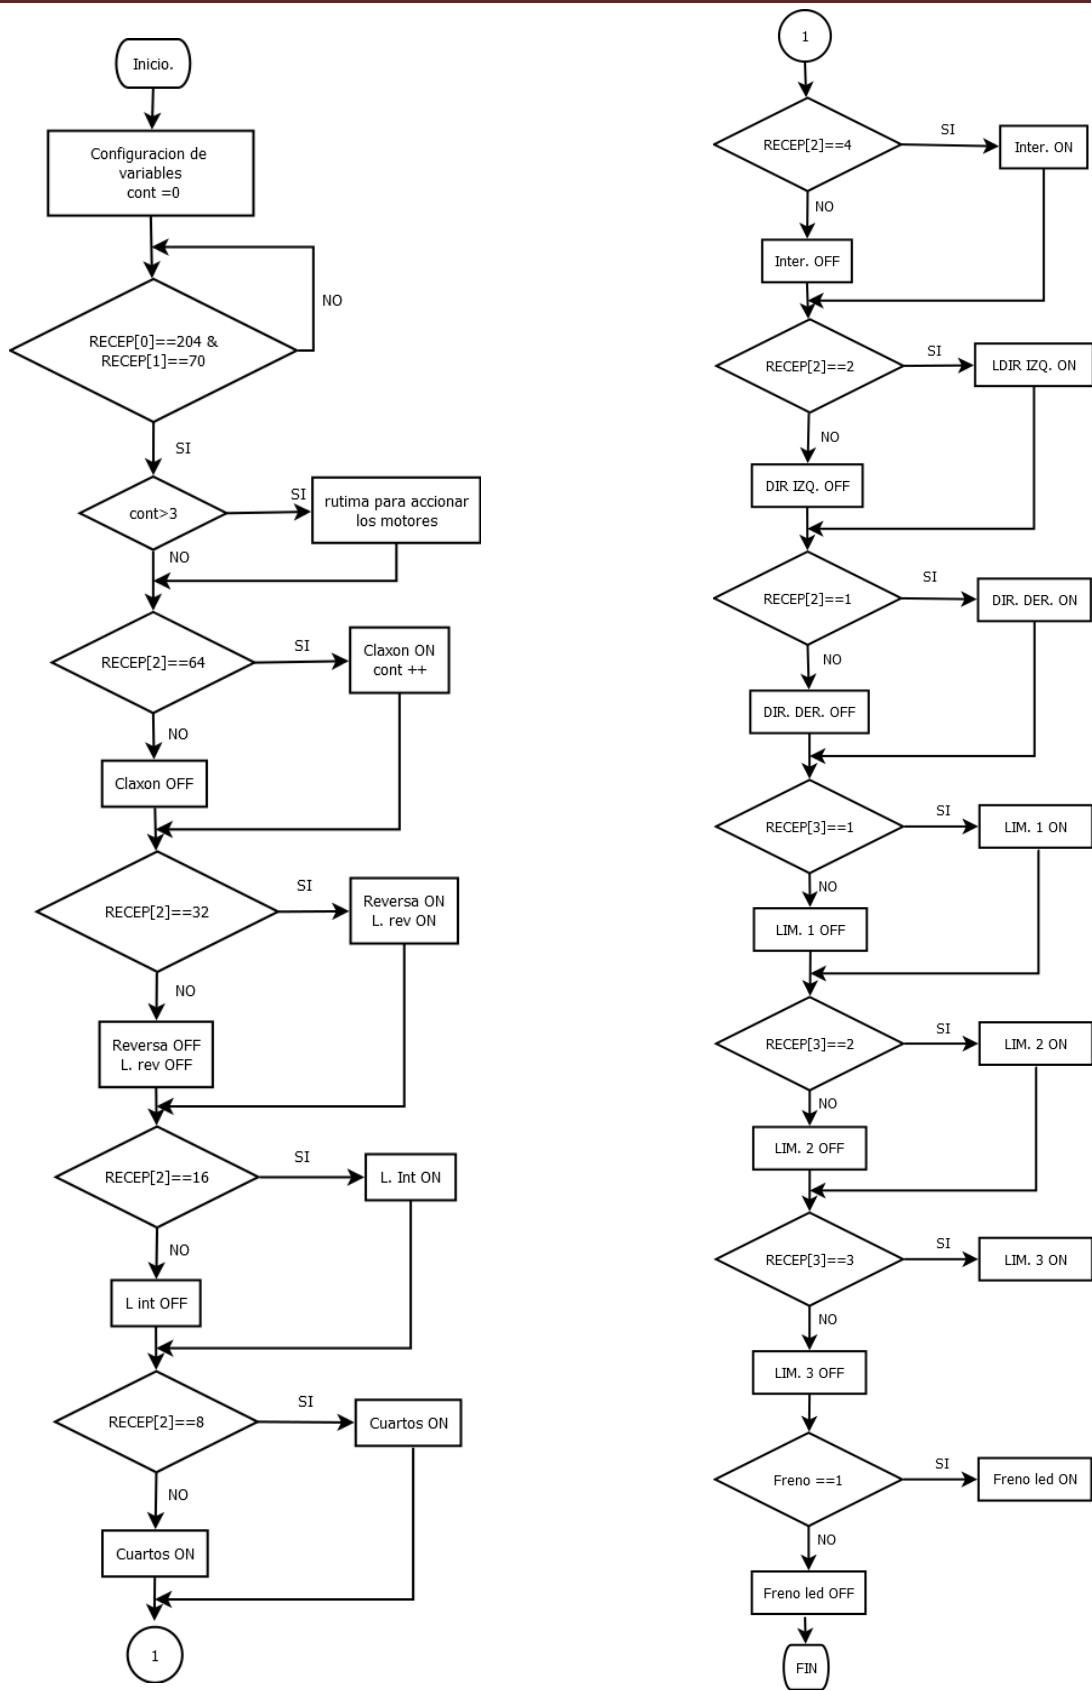 Inicio.
Configuracion de
variables
cont =0
NO
RECEP[0]==204 &
RECEP[1]==70
SI
cont>3
SI
rutima para accionar
los motores
NO
RECEP[2]==64
SI
Claxon ON
cont ++
NO
Claxon OFF
RECEP[2]==32
SI
Reversa ON
L. rev ON
NO
Reversa OFF
L. rev OFF
RECEP[2]==16
SI
L. Int ON
NO
L int OFF
RECEP[2]==8
SI
Cuartos ON
NO
Cuartos ON
1
1
RECEP[2]==4
SI
Inter. ON
NO
Inter. OFF
RECEP[2]==2
SI
LDIR IZQ. ON
NO
DIR IZQ. OFF
RECEP[2]==1
SI
DIR. DER. ON
NO
DIR. DER. OFF
RECEP[3]==1
SI
LIM. 1 ON
NO
LIM. 1 OFF
RECEP[3]==2
SI
LIM. 2 ON
NO
LIM. 2 OFF
RECEP[3]==3
SI
LIM. 3 ON
NO
LIM. 3 OFF
Freno ==1
SI
Freno led ON
NO
Freno led OFF
FIN